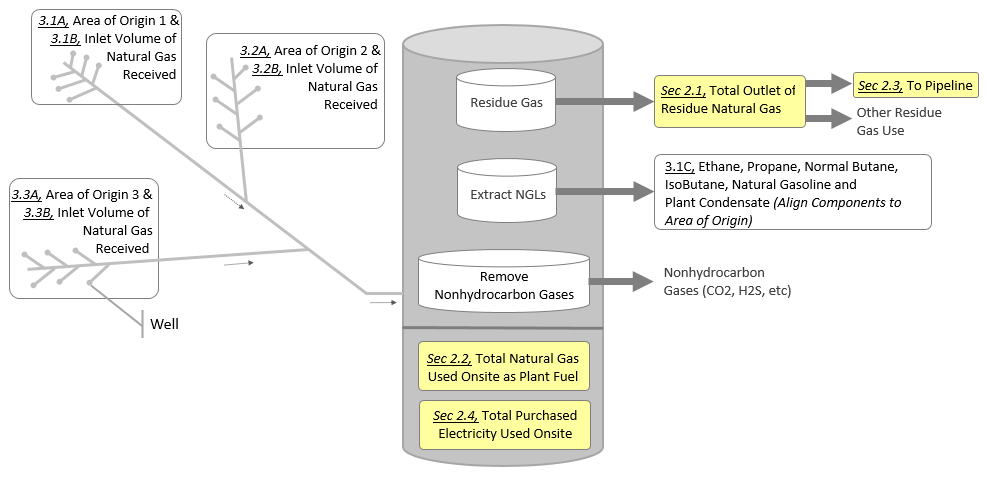 3.1A, Area of Origin 1 &
3.1B, Inlet Volume of
Natural Gas
Received
3.2A, Area of Origin 2 &
3.2B, Inlet Volume of
Natural Gas
Received
3.3A, Area of Origin 3 &
3.3B, Inlet Volume of
Natural Gas
Received
Well
Residue Gas
Extract NGLs
Remove
Nonhydrocarbon Gases
Sec 2.2, Total Natural Gas
Used Onsite as Plant Fuel
Sec 2.4, Total Purchased
Electricity Used Onsite
Sec 2.1, Total Outlet of
Residue Natural Gas
Sec 2.3, To Pipeline
Other Residue
Gas Use
3.1C, Ethane, Propane, Normal Butane,
IsoButane, Natural Gasoline and
Plant Condensate (Align Components to
Area of Origin)
Nonhydrocarbon
Gases (CO2, H2S, etc)